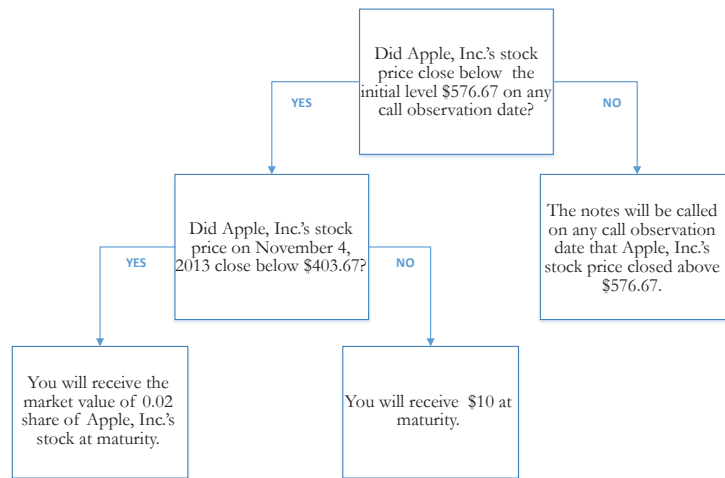 Did Apple, Inc.'s stock
price close below the
initial level $576.67 on any
call observation date?
YES
NO
Did Apple, Inc.'s stock
price on November 4,
2013 close below $403.67?
The notes will be called
on any call observation
date that Apple, Inc.'s
stock price closed above
$576.67.
YES
NO
You will receive the
market value of 0.02
share of Apple, Inc.'s
stock at maturity.
You will receive $10 at
maturity.